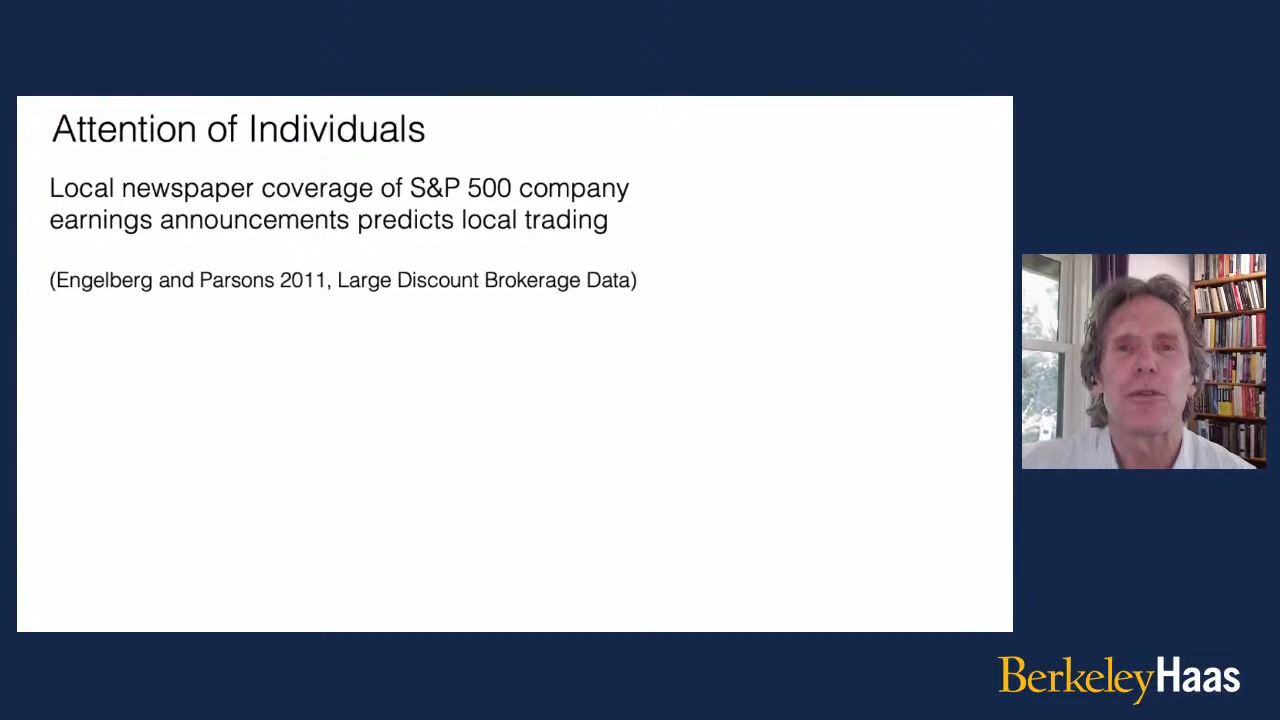 Attention of Individuals
Local newspaper coverage of S&P 500 company
earnings announcements predicts local trading
(Engelberg and Parsons 2011, Large Discount Brokerage Data)
BerkeleyHaas